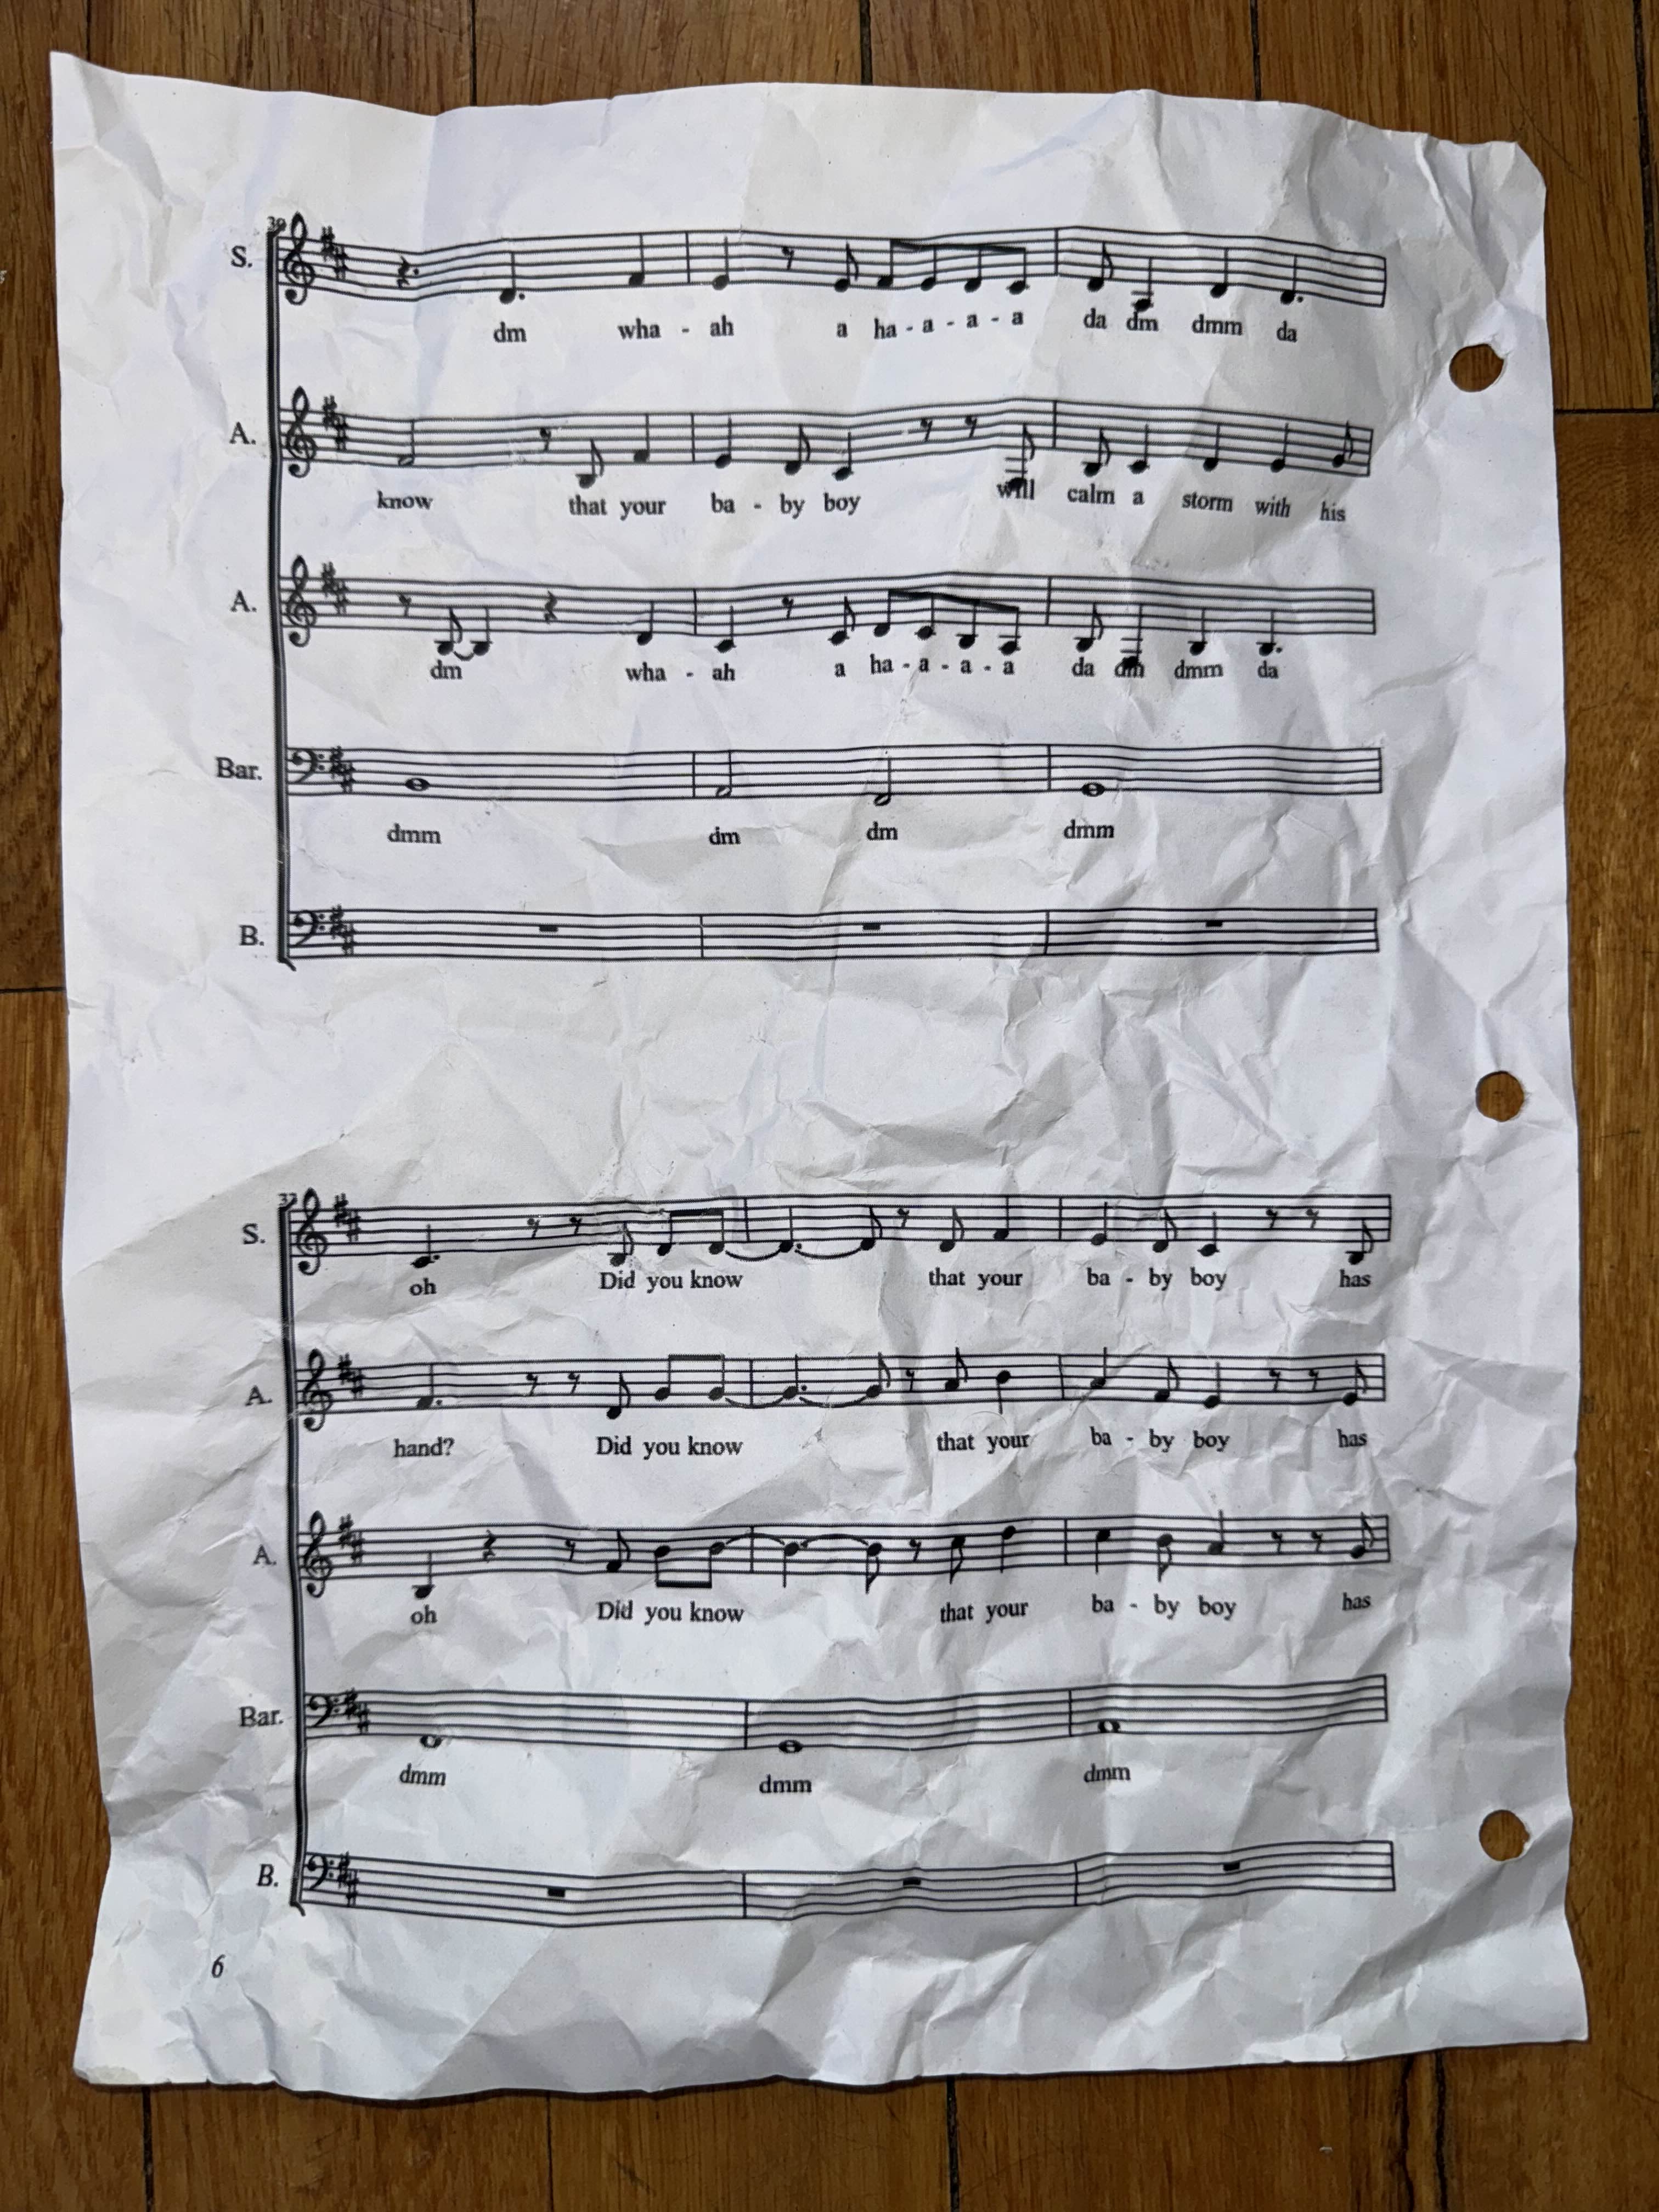 30
S.
dm wha - ah a ha - a - a - a da dm dmm da
A.
know that your ba - by boy will calm a storm with his
A.
dm wha - ah a ha - a - a - a da dm dmm da
Bar.
dmm dm dm dmm
B.
33
S.
oh Did you know that your ba - by boy has
A.
hand? Did you know that your ba - by boy has
A.
oh Did you know that your ba - by boy has
Bar.
dmm dmm dmm
B.
6